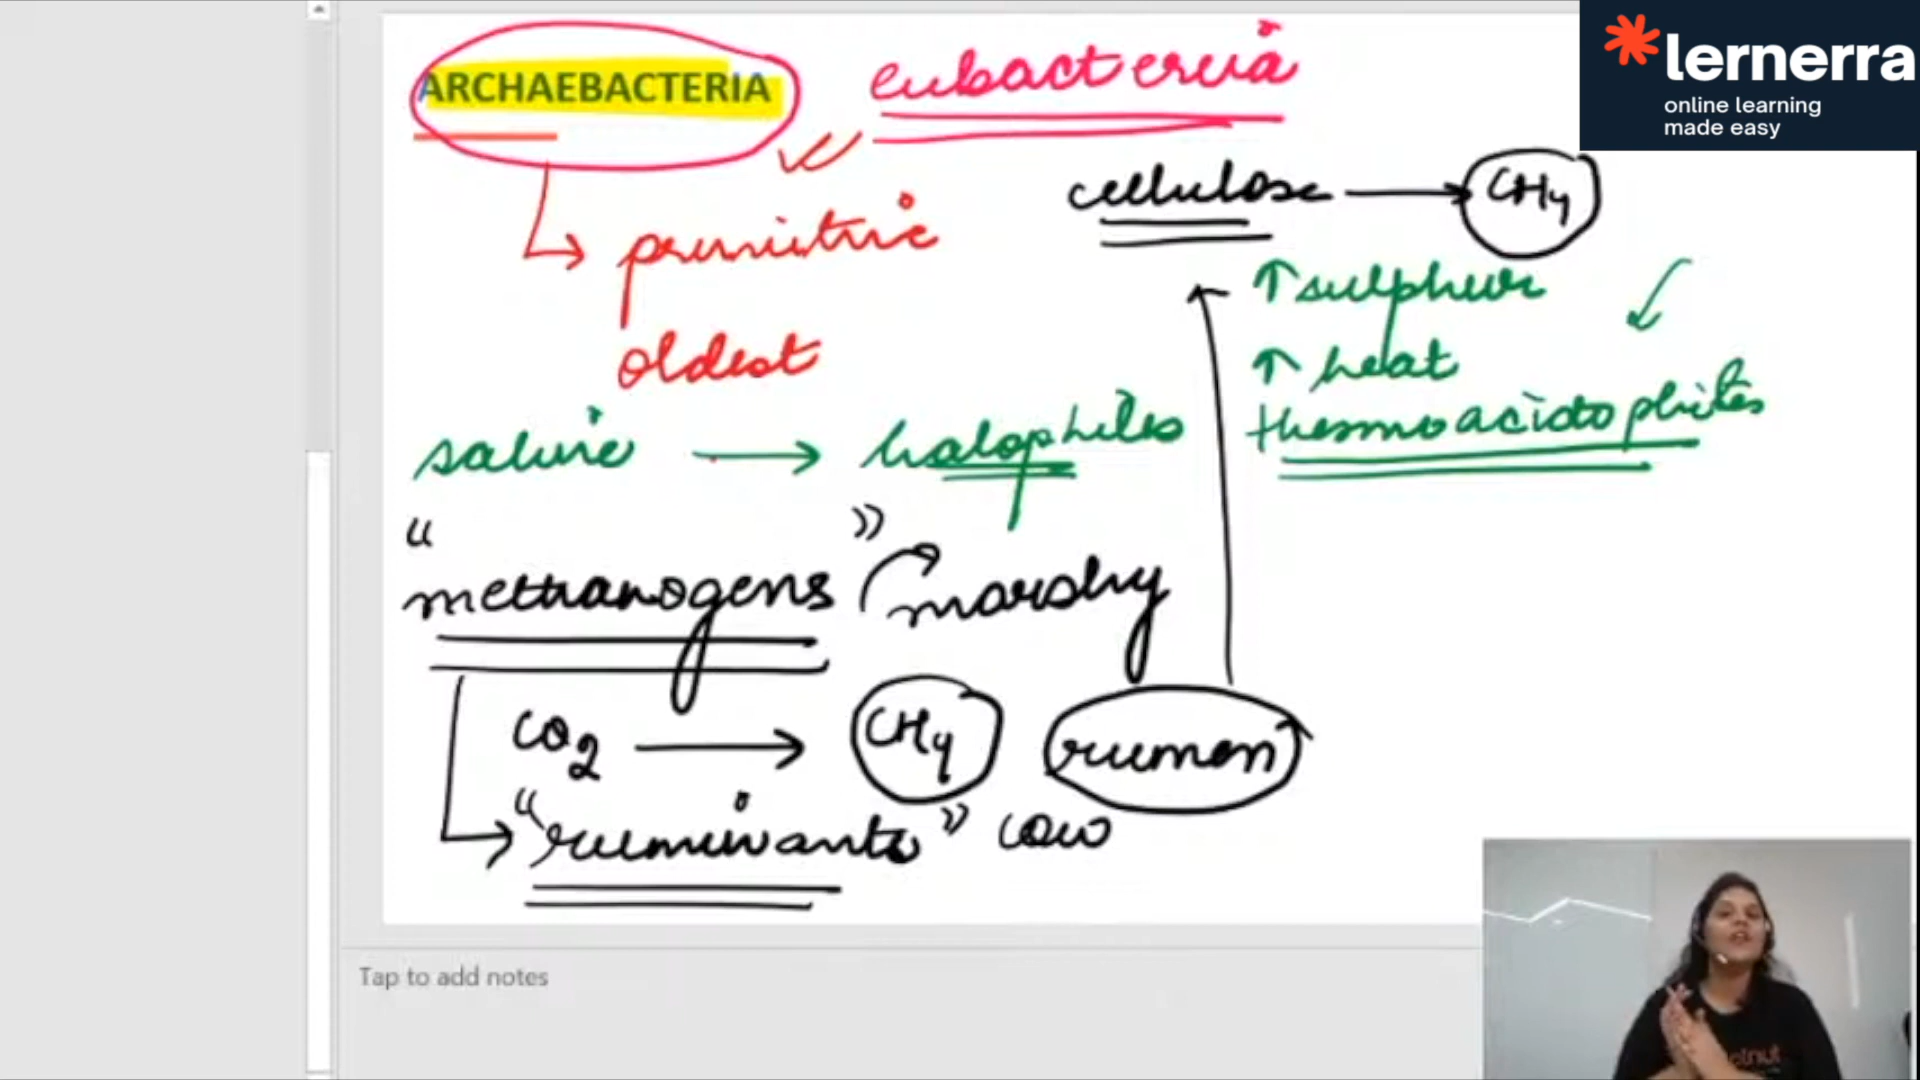 ARCHAEBACTERIA eubacteria
lernerra
online learning
made easy
cellulose → CH4
primitive
↑ sulphur
oldest
↑ heat
thermoacidophiles
saline → halophiles
"methanogens" marshy
CO2 → CH4 rumen
"ruminants" cow
Tap to add notes